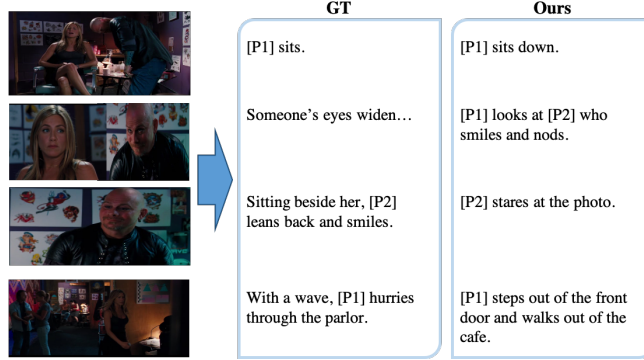 GT
Ours
[P1] sits.
[P1] sits down.
Someone's eyes widen…
[P1] looks at [P2] who
smiles and nods.
Sitting beside her, [P2]
leans back and smiles.
[P2] stares at the photo.
With a wave, [P1] hurries
through the parlor.
[P1] steps out of the front
door and walks out of the
cafe.